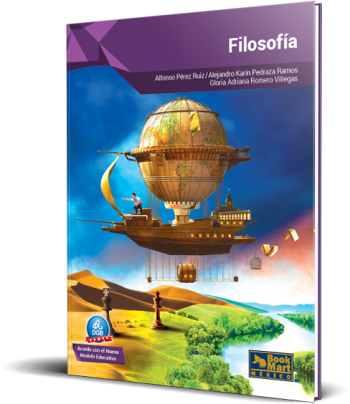 Filosofía
Alfonso Pérez Ruiz/Alejandro Karín Pedraza Ramos
Gloria Adriana Romero Villegas
DGB
Acorde con el Nuevo
Modelo Educativo
Book
Mart
MÉXICO